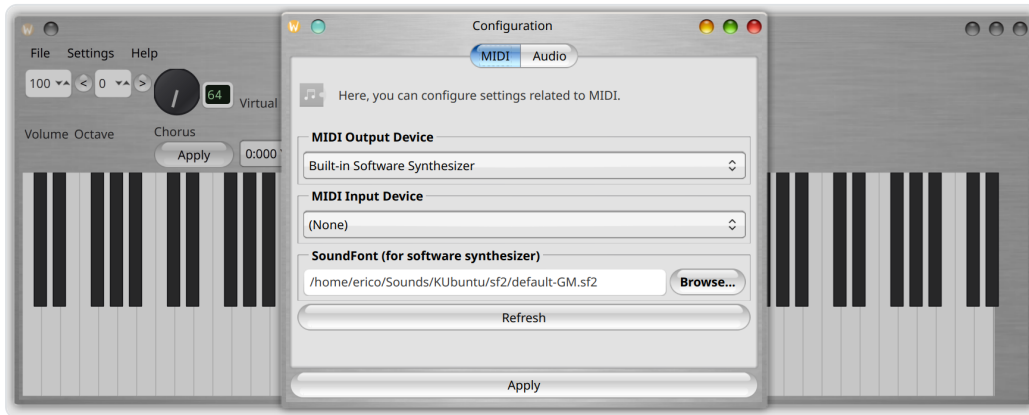 Configuration
File Settings Help
MIDI Audio
100 < 0 >
64
Virtual
Here, you can configure settings related to MIDI.
Volume Octave Chorus
Apply 0:000
MIDI Output Device
Built-in Software Synthesizer
MIDI Input Device
(None)
SoundFont (for software synthesizer)
/home/erico/Sounds/KUbuntu/sf2/default-GM.sf2 Browse...
Refresh
Apply